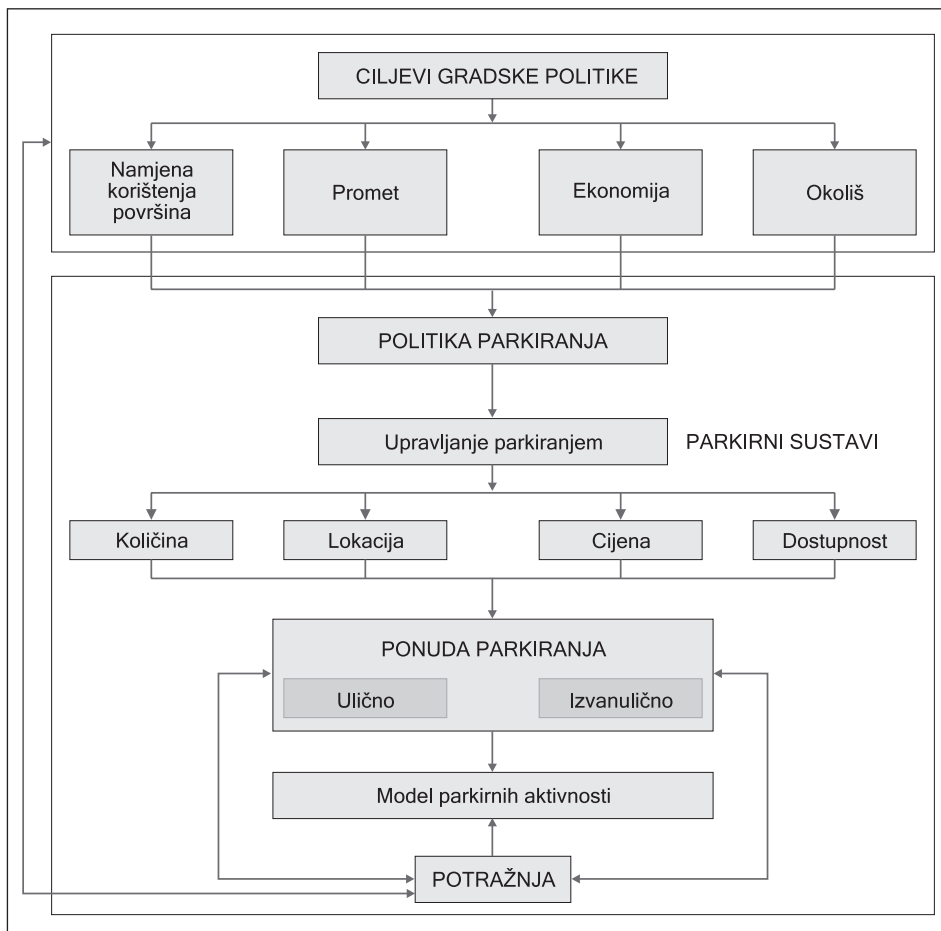 CILJEVI GRADSKE POLITIKE
Namjena
korištenja
površina
Promet
Ekonomija
Okoliš
POLITIKA PARKIRANJA
Upravljanje parkiranjem
PARKIRNI SUSTAVI
Količina
Lokacija
Cijena
Dostupnost
PONUDA PARKIRANJA
Ulično
Izvanulično
Model parkirnih aktivnosti
POTRAŽNJA